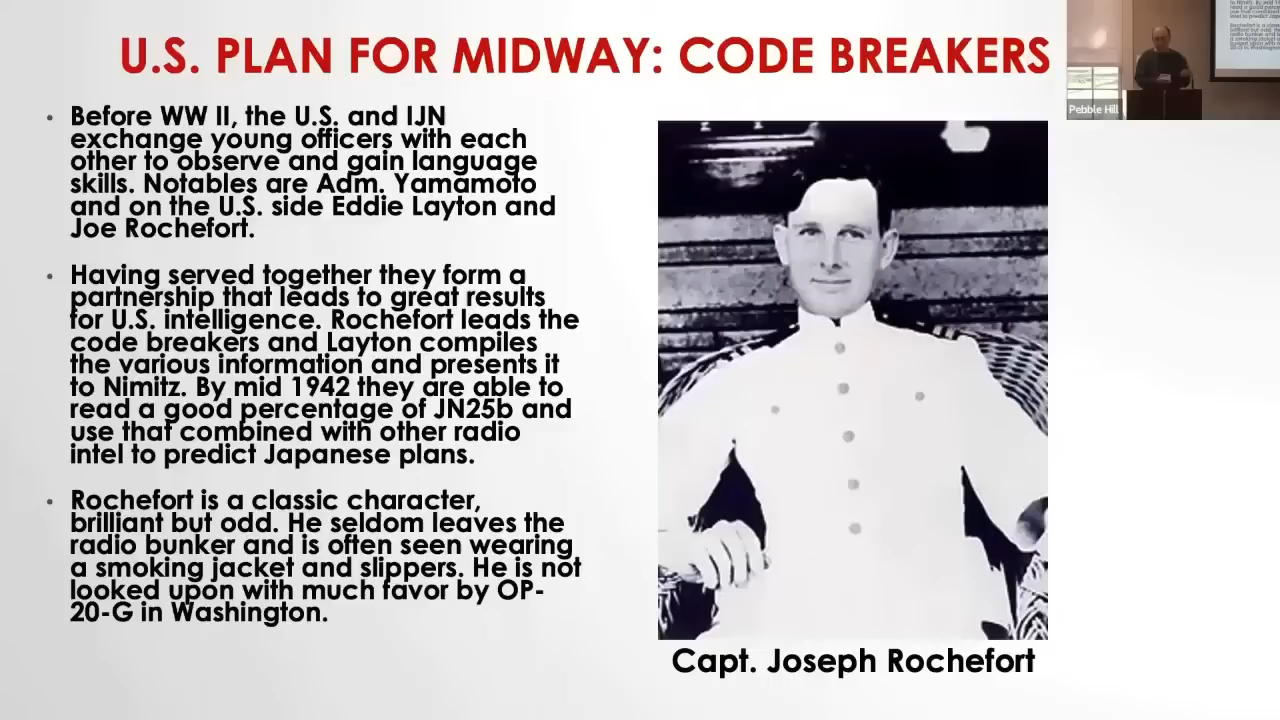 U.S. PLAN FOR MIDWAY: CODE BREAKERS
• Before WW II, the U.S. and IJN
exchange young officers with each
other to observe and gain language
skills. Notables are Adm. Yamamoto
and on the U.S. side Eddie Layton and
Joe Rochefort.
• Having served together they form a
partnership that leads to great results
for U.S. intelligence. Rochefort leads the
code breakers and Layton compiles
the various information and presents it
to Nimitz. By mid 1942 they are able to
read a good percentage of JN25b and
use that combined with other radio
intel to predict Japanese plans.
• Rochefort is a classic character,
brilliant but odd. He seldom leaves the
radio bunker and is often seen wearing
a smoking jacket and slippers. He is not
looked upon with much favor by OP-
20-G in Washington.
Capt. Joseph Rochefort
Pebble Hill